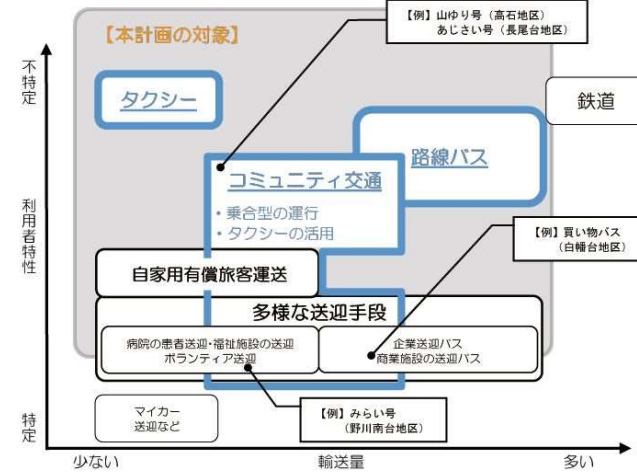 【例】山ゆり号（高石地区）
あじさい号（長尾台地区）
【本計画の対象】
不特定
タクシー
鉄道
路線バス
コミュニティ交通
・乗合型の運行
・タクシーの活用
利用者特性
【例】買い物バス
（白幡台地区）
自家用有償旅客運送
多様な送迎手段
病院の患者送迎・福祉施設の送迎
ボランティア送迎
企業送迎バス
商業施設の送迎バス
特定
マイカー
送迎など
【例】みらい号
（野川南台地区）
少ない
輸送量
多い